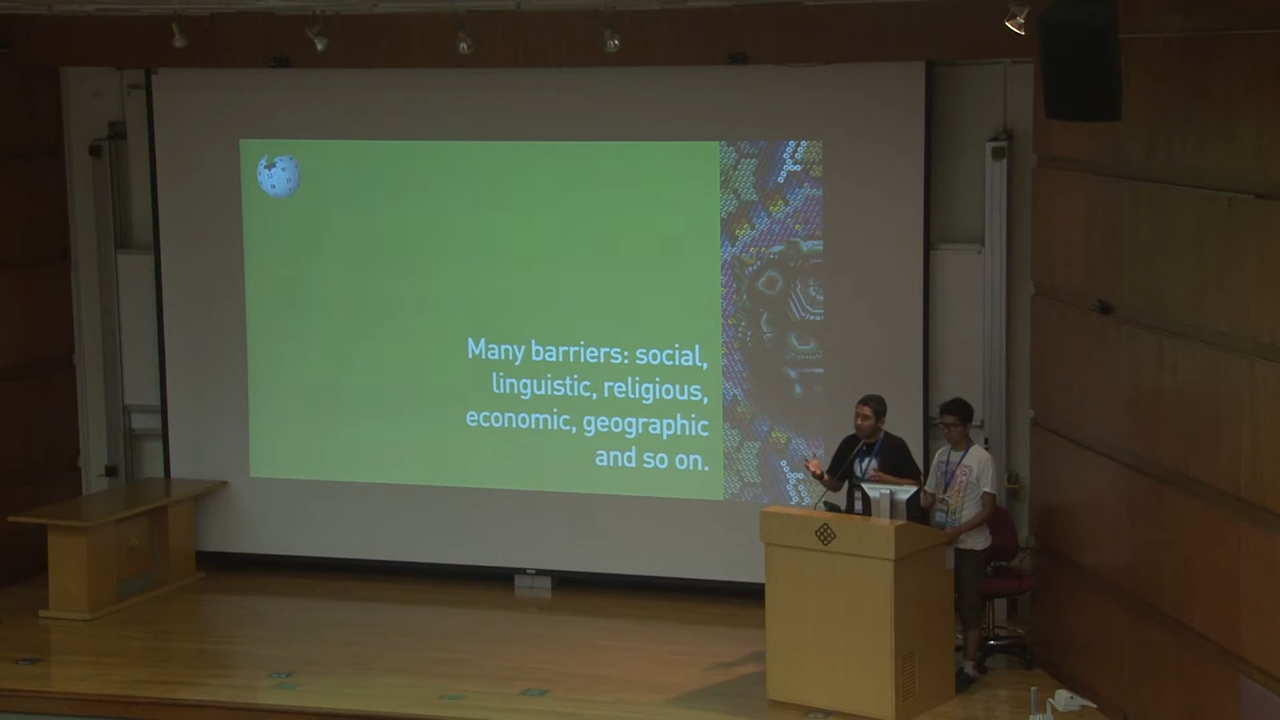 Many barriers: social,
linguistic, religious,
economic, geographic
and so on.